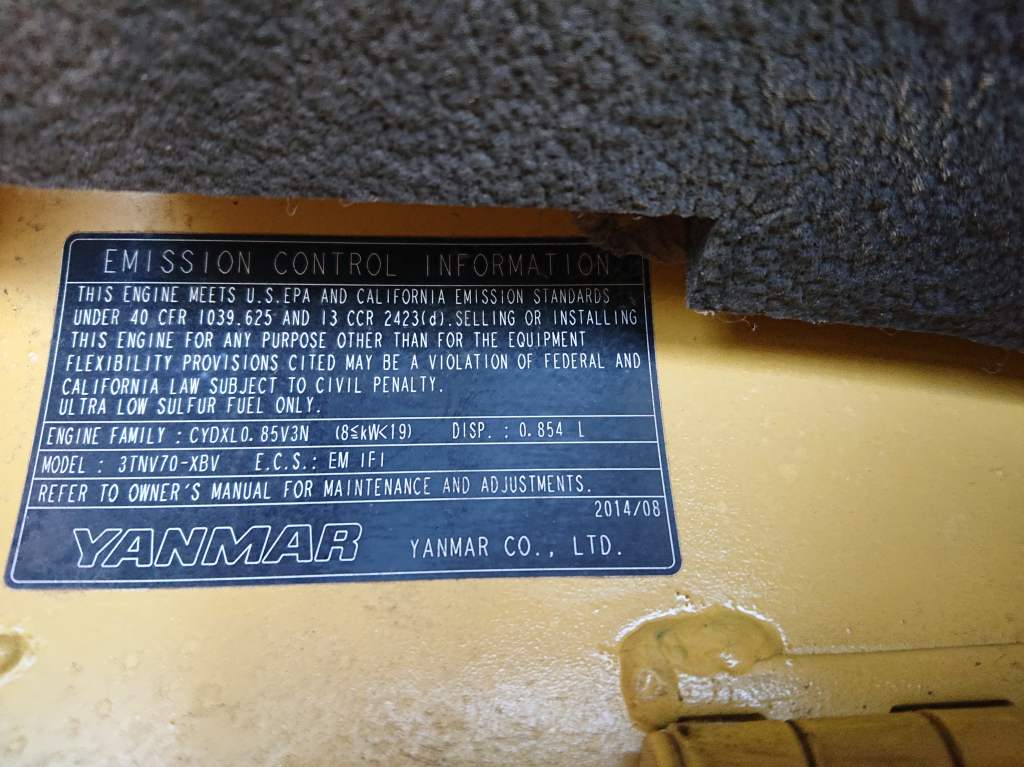 EMISSION CONTROL INFORMATION
THIS ENGINE MEETS U.S.EPA AND CALIFORNIA EMISSION STANDARDS
UNDER 40 CFR 1039.625 AND 13 CCR 2423(d).SELLING OR INSTALLING
THIS ENGINE FOR ANY PURPOSE OTHER THAN FOR THE EQUIPMENT
FLEXIBILITY PROVISIONS CITED MAY BE A VIOLATION OF FEDERAL AND
CALIFORNIA LAW SUBJECT TO CIVIL PENALTY.
ULTRA LOW SULFUR FUEL ONLY.
ENGINE FAMILY : CYDXL0.85V3N (8≦kW<19) DISP. : 0.854 L
MODEL : 3TNV70-XBV E.C.S.: EM IFI
REFER TO OWNER'S MANUAL FOR MAINTENANCE AND ADJUSTMENTS.
2014/08
YANMAR YANMAR CO., LTD.